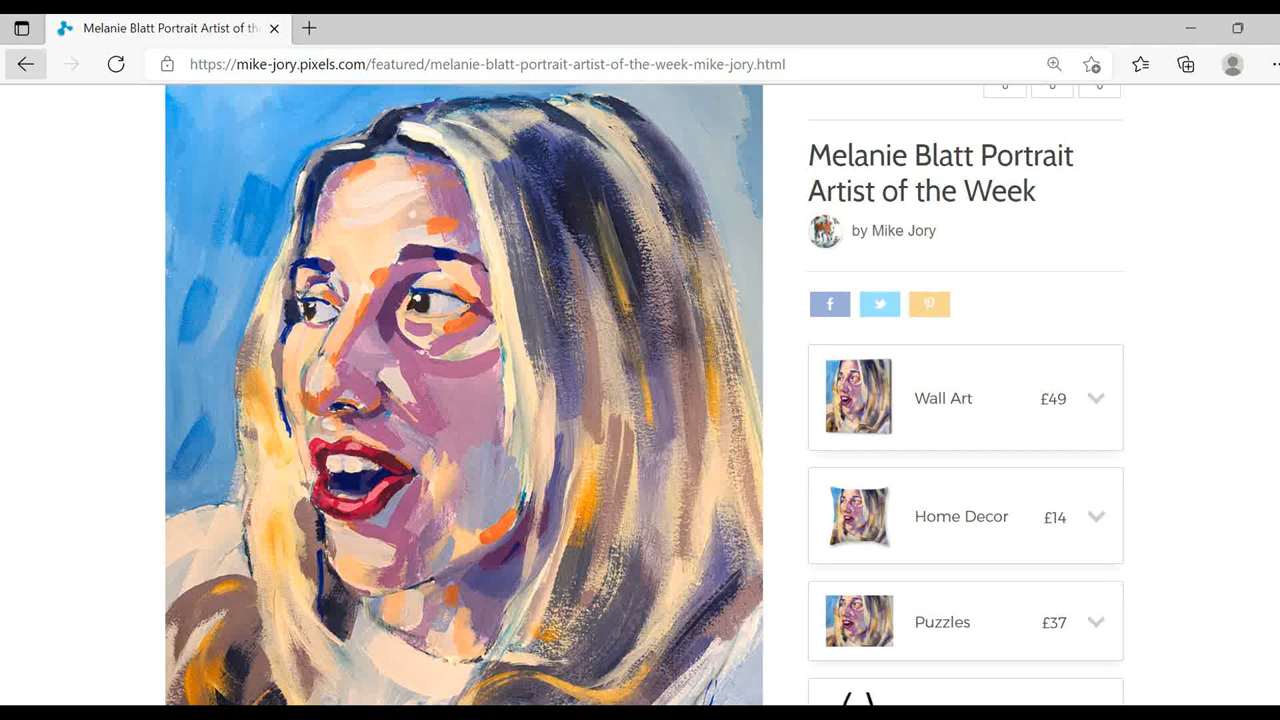 Melanie Blatt Portrait Artist of th
https://mike-jory.pixels.com/featured/melanie-blatt-portrait-artist-of-the-week-mike-jory.html
Melanie Blatt Portrait
Artist of the Week
by Mike Jory
Wall Art £49
Home Decor £14
Puzzles £37